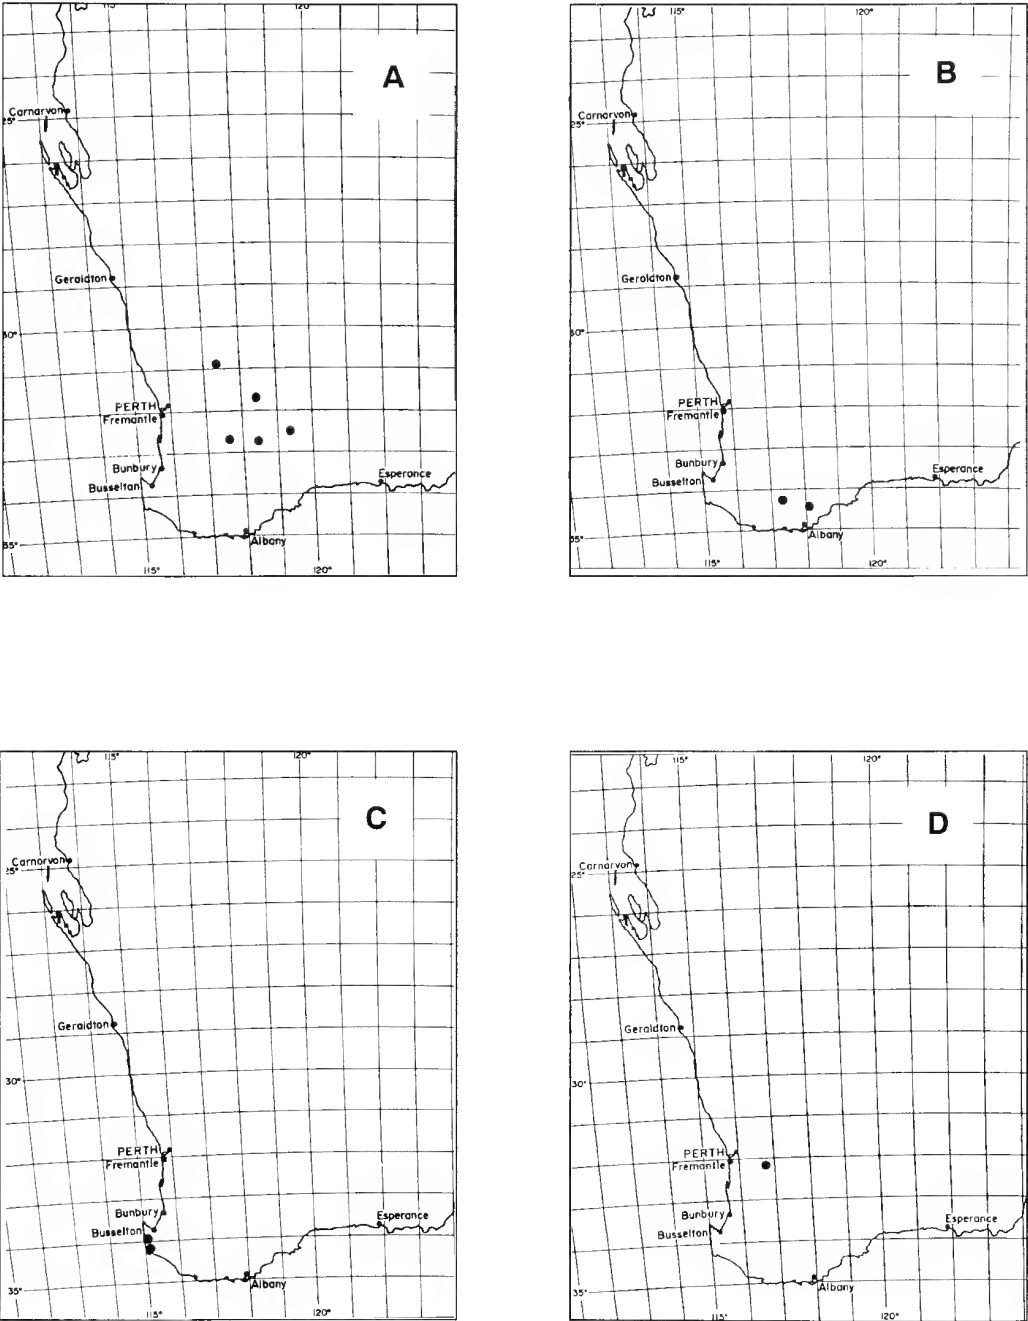 115° 120°
A
Carnarvon
25°
Geraldton
30°
PERTH
Fremantle
Bunbury
Busselton
Esperance
Albany
35°
115° 120°
115° 120°
B
Carnarvon
25°
Geraldton
30°
PERTH
Fremantle
Bunbury
Busselton
Esperance
Albany
35°
115° 120°
115° 120°
C
Carnarvon
25°
Geraldton
30°
PERTH
Fremantle
Bunbury
Busselton
Esperance
Albany
35°
115° 120°
115° 120°
D
Carnarvon
25°
Geraldton
30°
PERTH
Fremantle
Bunbury
Busselton
Esperance
Albany
35°
115° 120°